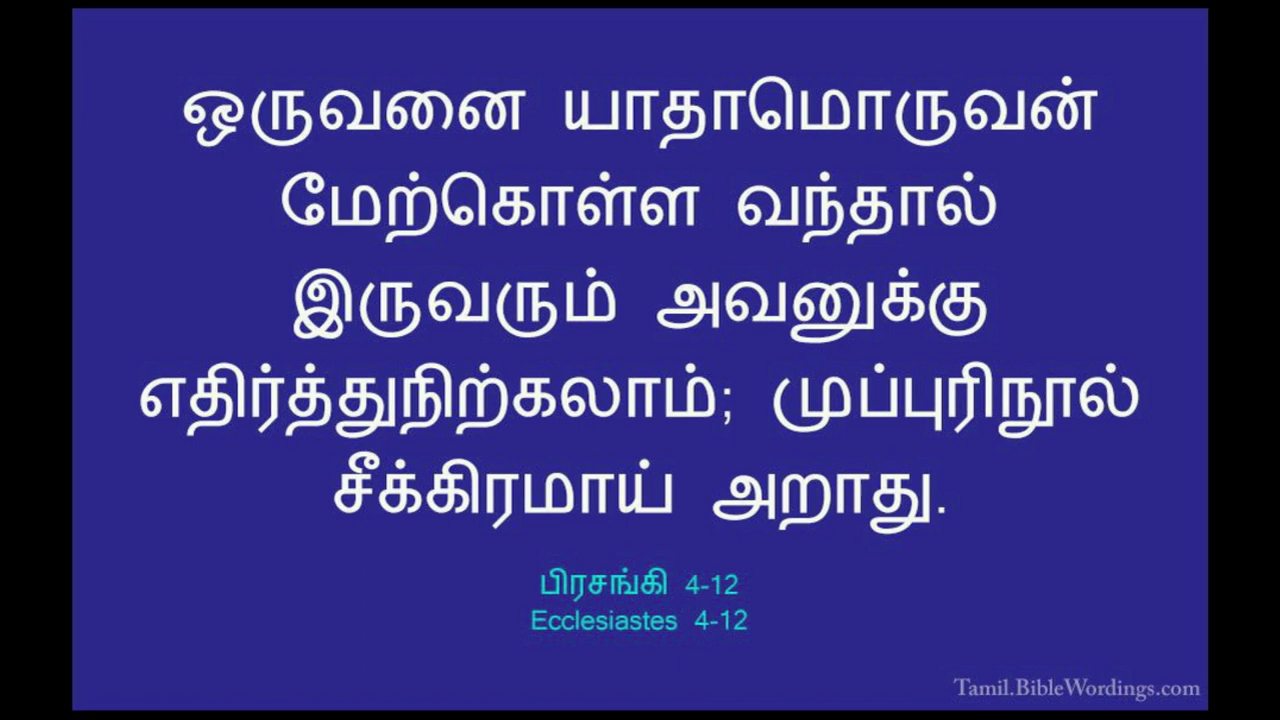 ஒருவனை யாதாமொருவன்
மேற்கொள்ள வந்தால்
இருவரும் அவனுக்கு
எதிர்த்துநிற்கலாம்; முப்புரிநூல்
சீக்கிரமாய் அறாது.
பிரசங்கி 4-12
Ecclesiastes 4-12
Tamil.BibleWordings.com